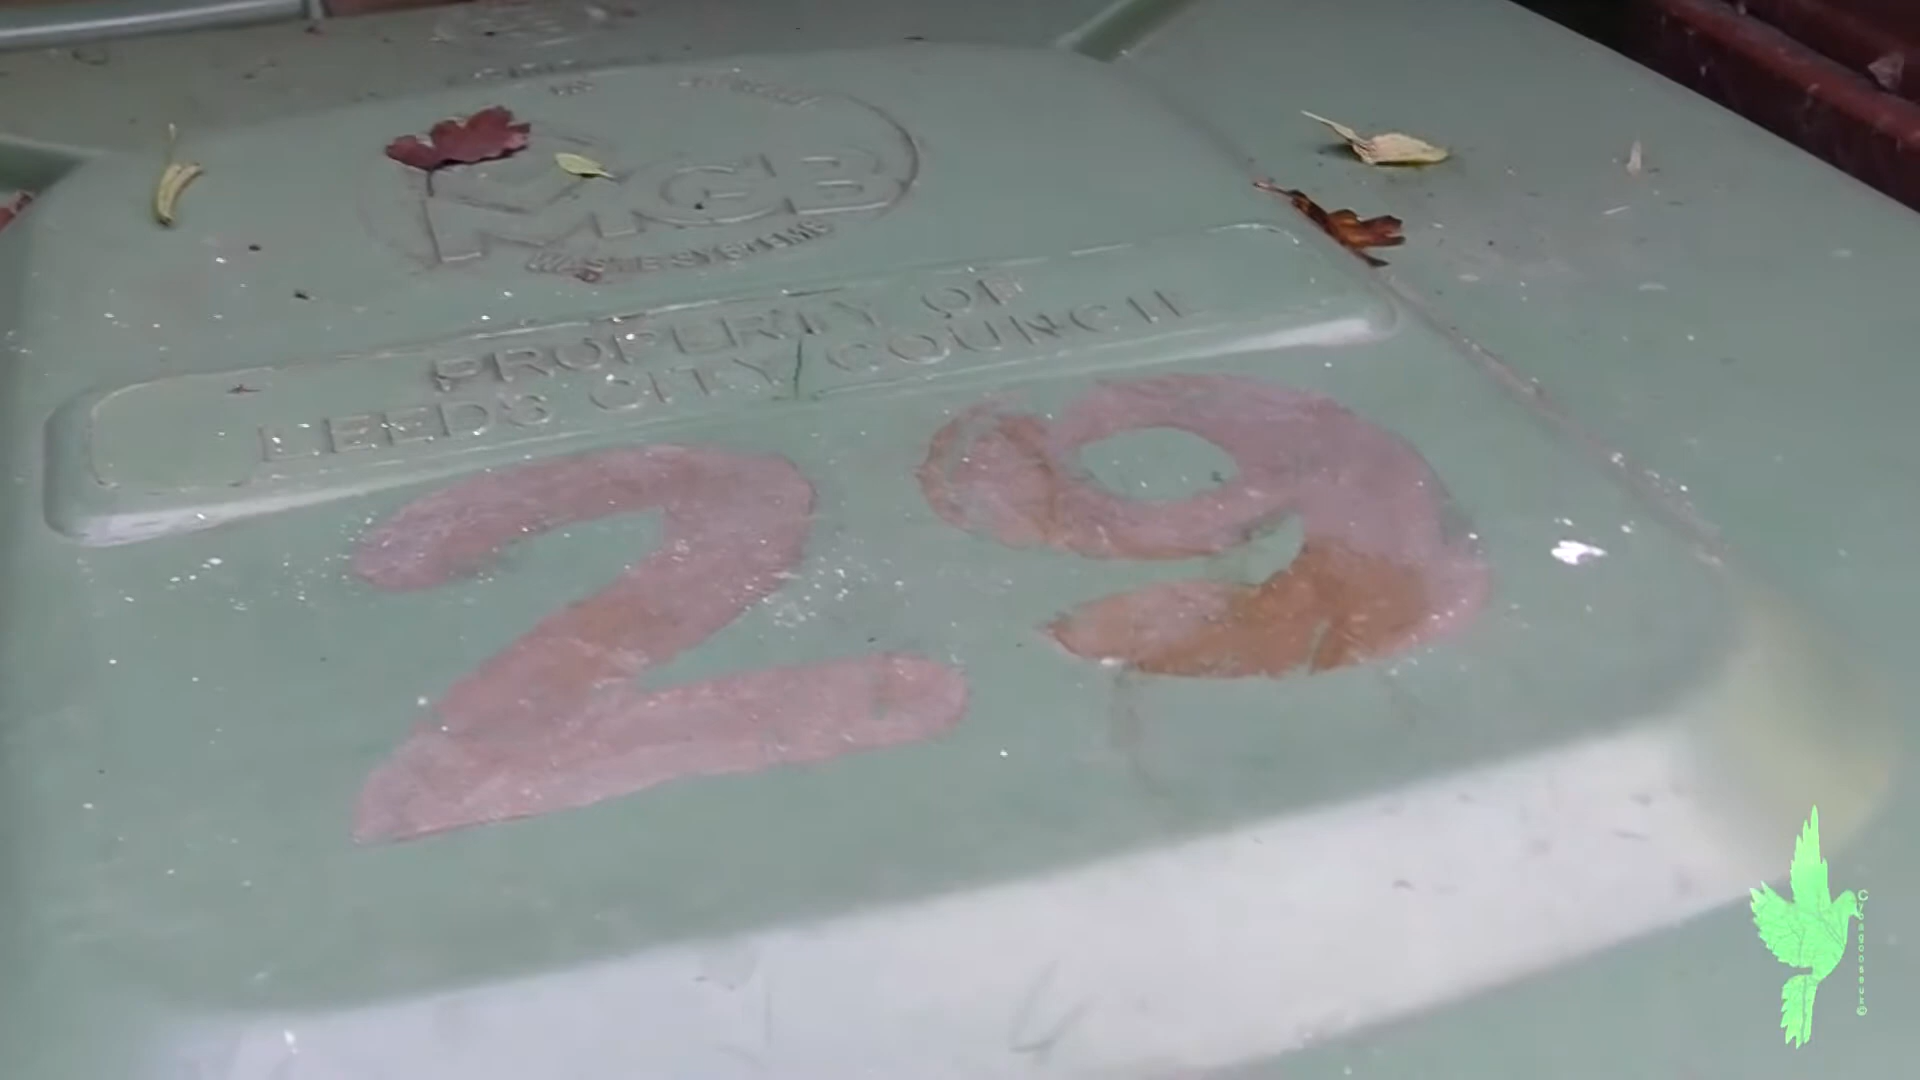 MGB
WASTE SYSTEMS
PROPERTY OF
LEEDS CITY COUNCIL
29